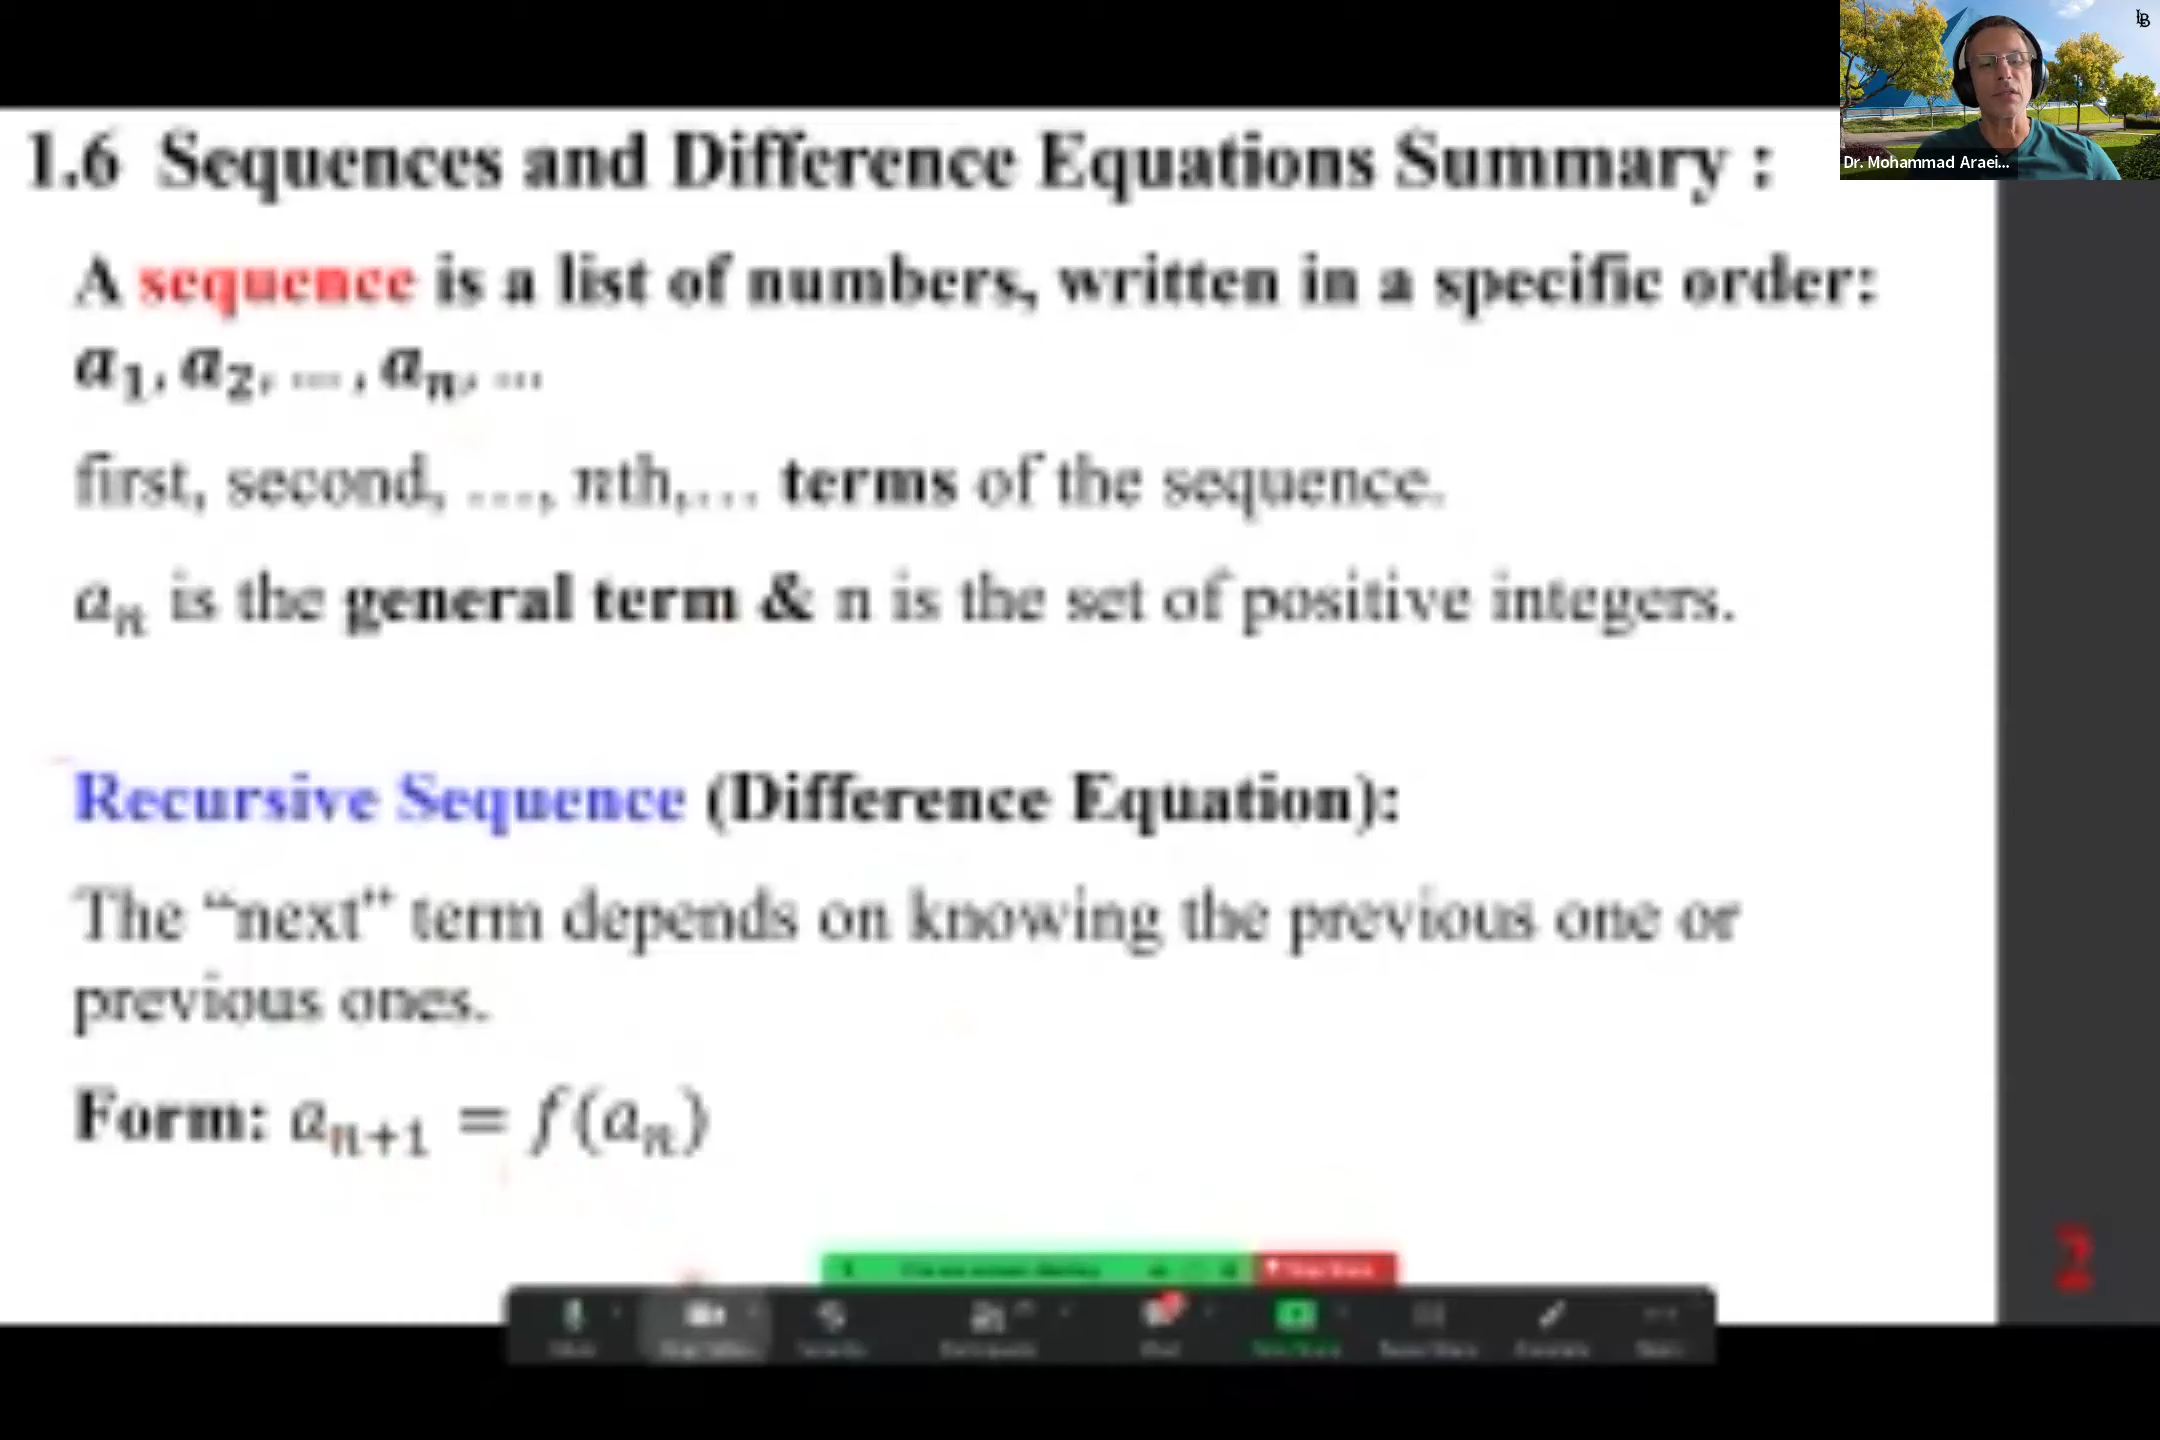 1.6 Sequences and Difference Equations Summary :
A sequence is a list of numbers, written in a specific order:
a₁, a₂, … , aₙ, …
first, second, …, nth,… terms of the sequence.
aₙ is the general term & n is the set of positive integers.
Recursive Sequence (Difference Equation):
The “next” term depends on knowing the previous one or
previous ones.
Form: aₙ₊₁ = f(aₙ)
2
Dr. Mohammad Araei...
LB